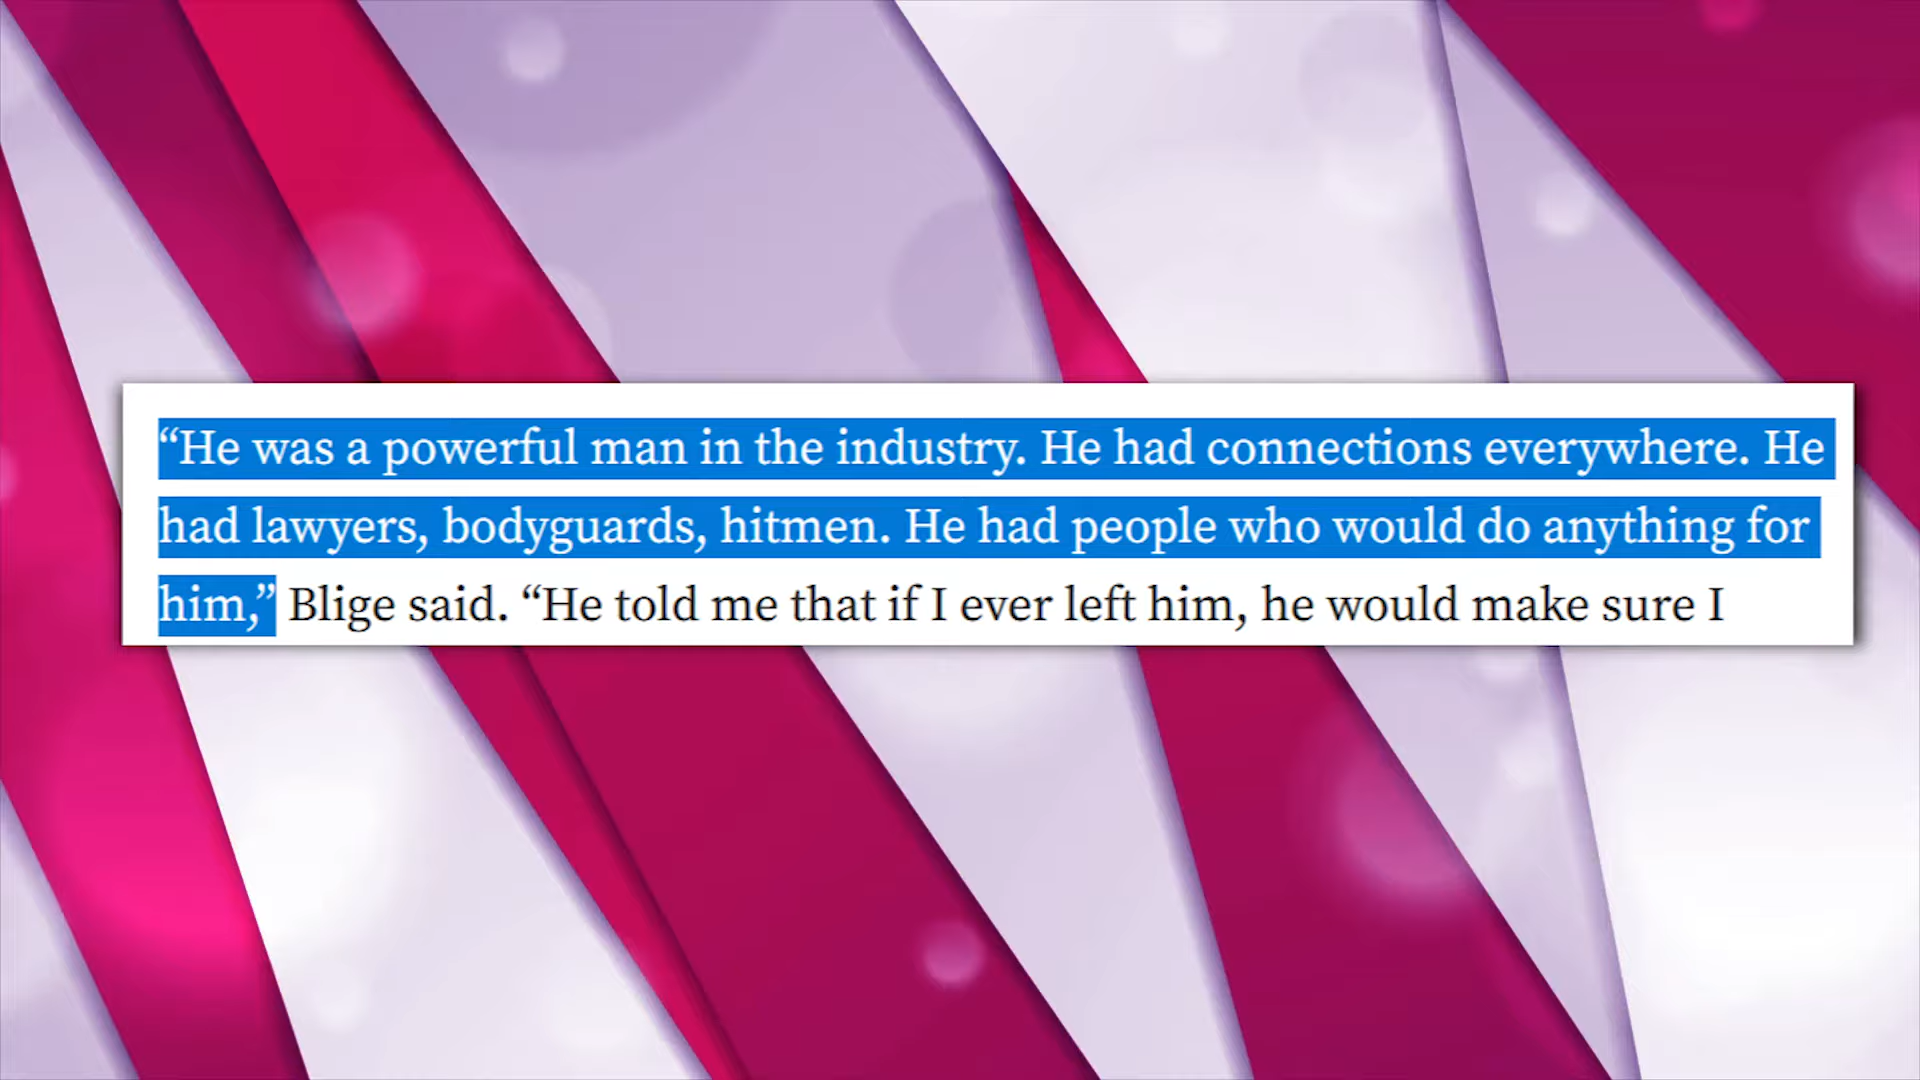 “He was a powerful man in the industry. He had connections everywhere. He
had lawyers, bodyguards, hitmen. He had people who would do anything for
him,” Blige said. “He told me that if I ever left him, he would make sure I